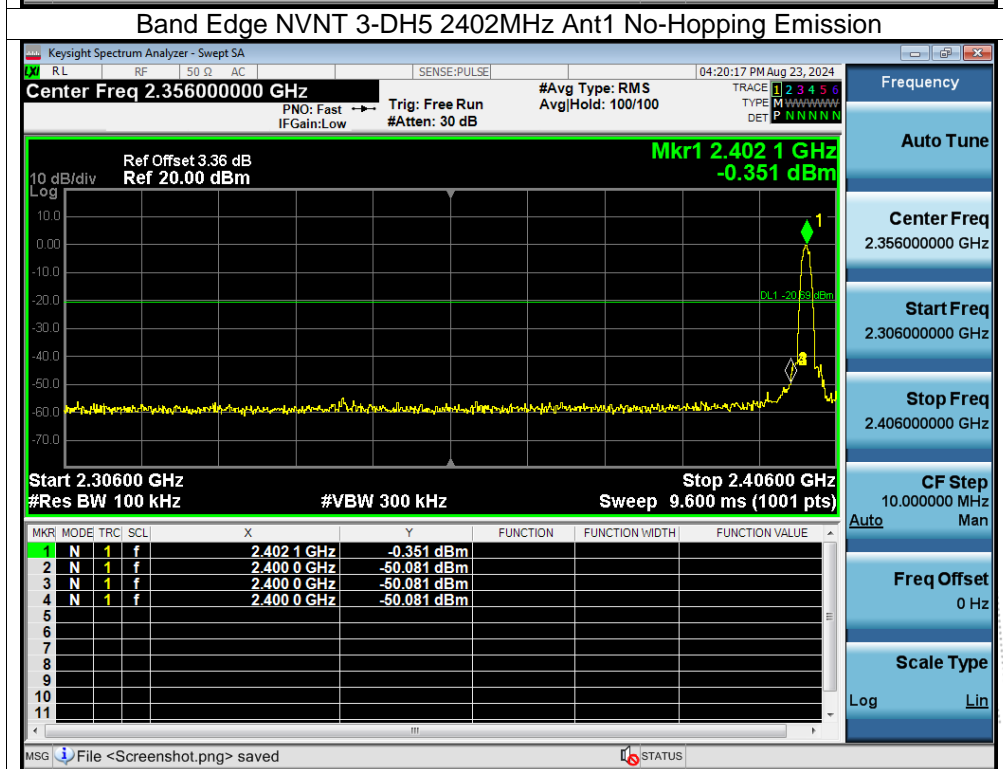 Band Edge NVNT 3-DH5 2402MHz Ant1 No-Hopping Emission
Keysight Spectrum Analyzer - Swept SA
LXI RL RF 50 Ω AC SENSE:PULSE 04:20:17 PM Aug 23, 2024
Center Freq 2.356000000 GHz #Avg Type: RMS TRACE 1 2 3 4 5 6
PNO: Fast Trig: Free Run Avg|Hold: 100/100 TYPE M WWWWW
IFGain:Low #Atten: 30 dB DET P N N N N N
Mkr1 2.402 1 GHz
Ref Offset 3.36 dB
10 dB/div Ref 20.00 dBm -0.351 dBm
Log
10.0
1
0.00
-10.0
-20.0
DL1 -20.69 dBm
-30.0
-40.0
-50.0
-60.0
-70.0
Start 2.30600 GHz Stop 2.40600 GHz
#Res BW 100 kHz #VBW 300 kHz Sweep 9.600 ms (1001 pts)
MKR MODE TRC SCL X Y FUNCTION FUNCTION WIDTH FUNCTION VALUE
1 N 1 f 2.402 1 GHz -0.351 dBm
2 N 1 f 2.400 0 GHz -50.081 dBm
3 N 1 f 2.400 0 GHz -50.081 dBm
4 N 1 f 2.400 0 GHz -50.081 dBm
5
6
7
8
9
10
11
MSG File <Screenshot.png> saved STATUS
Frequency
Auto Tune
Center Freq
2.356000000 GHz
Start Freq
2.306000000 GHz
Stop Freq
2.406000000 GHz
CF Step
10.000000 MHz
Auto Man
Freq Offset
0 Hz
Scale Type
Log Lin